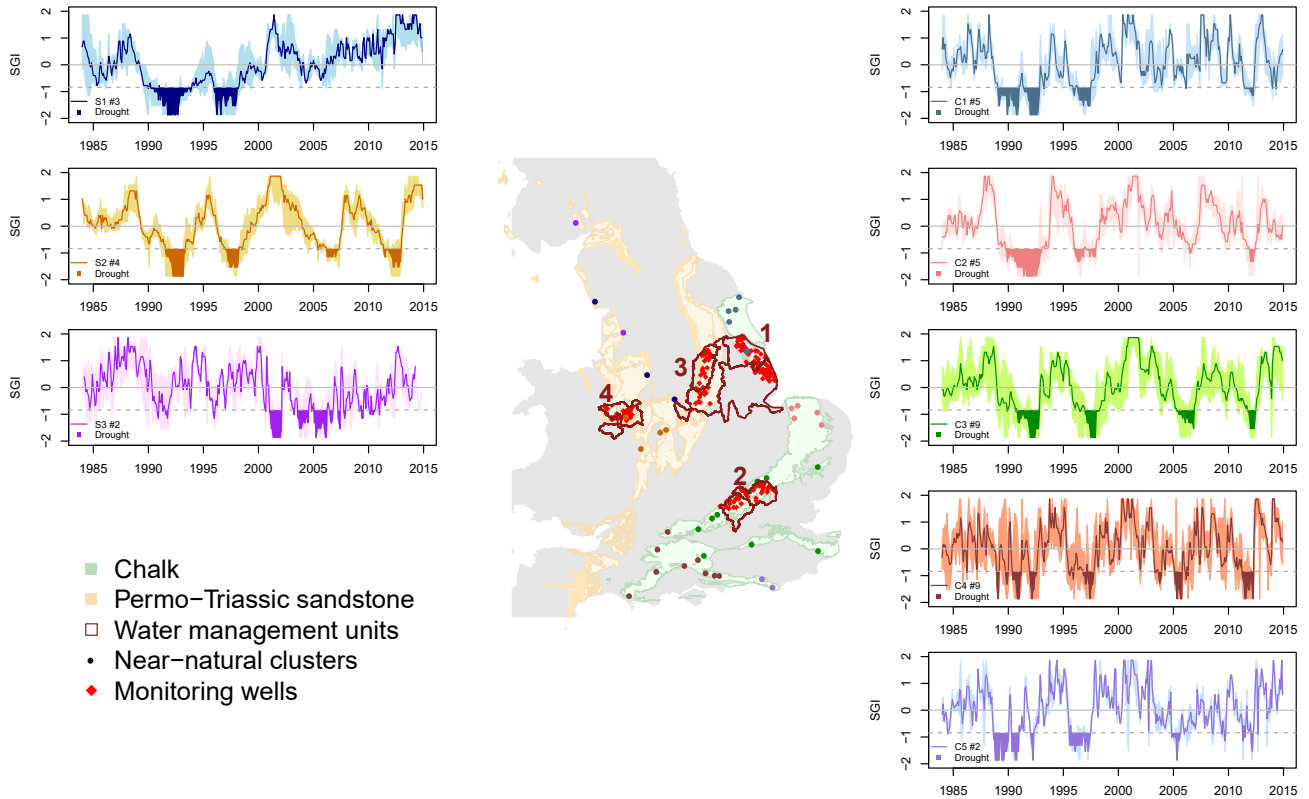 SGI
2
1
0
−1
−2
S1 #3
Drought
1985 1990 1995 2000 2005 2010 2015
SGI
2
1
0
−1
−2
S2 #4
Drought
1985 1990 1995 2000 2005 2010 2015
SGI
2
1
0
−1
−2
S3 #2
Drought
1985 1990 1995 2000 2005 2010 2015
1
3
4
2
Chalk
Permo−Triassic sandstone
Water management units
Near−natural clusters
Monitoring wells
SGI
2
1
0
−1
−2
C1 #5
Drought
1985 1990 1995 2000 2005 2010 2015
SGI
2
1
0
−1
−2
C2 #5
Drought
1985 1990 1995 2000 2005 2010 2015
SGI
2
1
0
−1
−2
C3 #9
Drought
1985 1990 1995 2000 2005 2010 2015
SGI
2
1
0
−1
−2
C4 #9
Drought
1985 1990 1995 2000 2005 2010 2015
SGI
2
1
0
−1
−2
C5 #2
Drought
1985 1990 1995 2000 2005 2010 2015